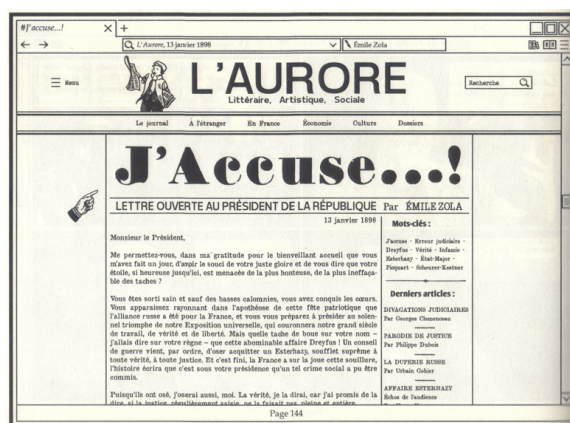 #J'accuse...!
L'Aurore, 13 janvier 1898
Émile Zola
Menu
L'AURORE
Littéraire, Artistique, Sociale
Recherche
Le journal À l'étranger En France Économie Culture Dossiers
J'Accuse...!
LETTRE OUVERTE AU PRÉSIDENT DE LA RÉPUBLIQUE Par ÉMILE ZOLA
13 janvier 1898
Monsieur le Président,
Me permettez-vous, dans ma gratitude pour le bienveillant accueil que vous
m'avez fait un jour, d'avoir le souci de votre juste gloire et de vous dire que votre
étoile, si heureuse jusqu'ici, est menacée de la plus honteuse, de la plus ineffaça-
ble des taches ?
Vous êtes sorti sain et sauf des basses calomnies, vous avez conquis les cœurs.
Vous apparaissez rayonnant dans l'apothéose de cette fête patriotique que
l'alliance russe a été pour la France, et vous vous préparez à présider au solen-
nel triomphe de notre Exposition universelle, qui couronnera notre grand siècle
de travail, de vérité et de liberté. Mais quelle tache de boue sur votre nom –
j'allais dire sur votre règne – que cette abominable affaire Dreyfus ! Un conseil
de guerre vient, par ordre, d'oser acquitter un Esterhazy, soufflet suprême à
toute vérité, à toute justice. Et c'est fini, la France a sur la joue cette souillure,
l'histoire écrira que c'est sous votre présidence qu'un tel crime social a pu être
commis.
Puisqu'ils ont osé, j'oserai aussi, moi. La vérité, je la dirai, car j'ai promis de la
dire, si la justice, régulièrement saisie, ne la faisait pas, pleine et entière.
Mots-clés :
J'accuse - Erreur judiciaire -
Dreyfus - Vérité - Infamie -
Esterhazy - État-Major -
Picquart - Scheurer-Kestner
Derniers articles :
DIVAGATIONS JUDICIAIRES
Par Georges Clemenceau
PARODIE DE JUSTICE
Par Philippe Dubois
LA DUPERIE RUSSE
Par Urbain Gohier
AFFAIRE ESTERHAZY
Échos de l'audience
Page 144